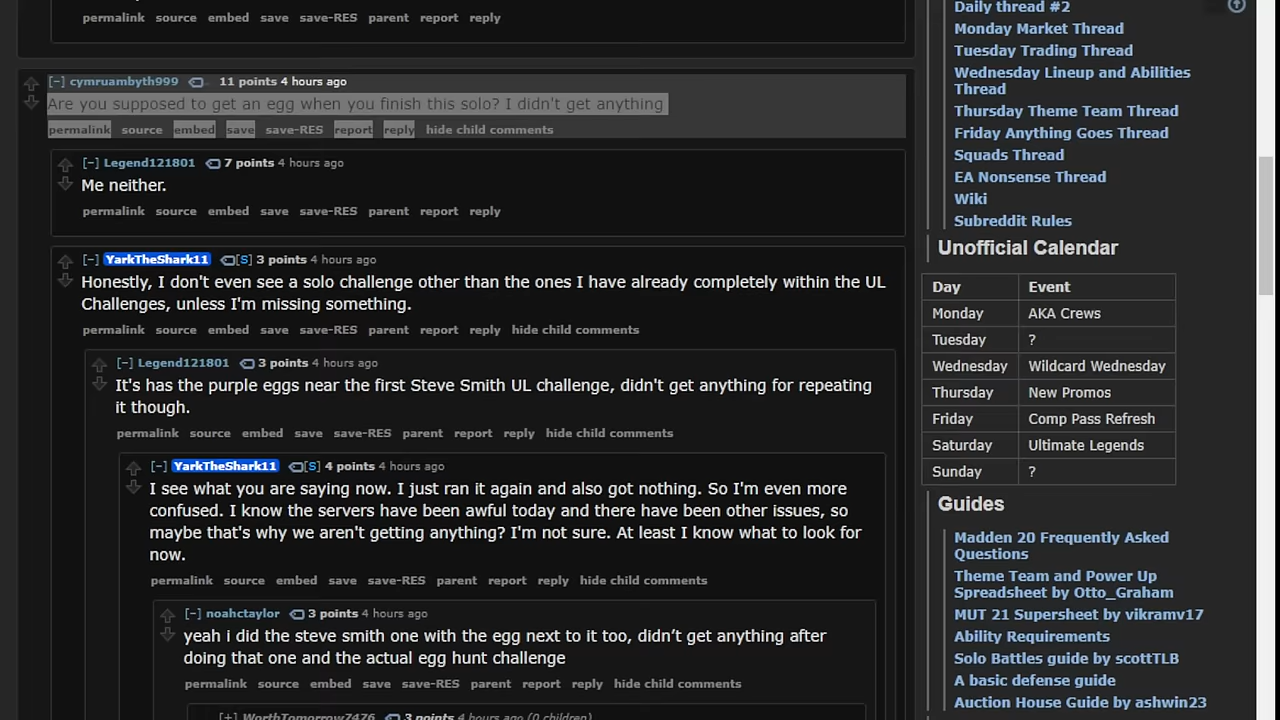 permalink source embed save save-RES parent report reply
[–] cymruambyth999 11 points 4 hours ago
Are you supposed to get an egg when you finish this solo? I didn't get anything
permalink source embed save save-RES report reply hide child comments
[–] Legend121801 7 points 4 hours ago
Me neither.
permalink source embed save save-RES parent report reply
[–] YarkTheShark11 [S] 3 points 4 hours ago
Honestly, I don't even see a solo challenge other than the ones I have already completely within the UL
Challenges, unless I'm missing something.
permalink source embed save save-RES parent report reply hide child comments
[–] Legend121801 3 points 4 hours ago
It's has the purple eggs near the first Steve Smith UL challenge, didn't get anything for repeating
it though.
permalink source embed save save-RES parent report reply hide child comments
[–] YarkTheShark11 [S] 4 points 4 hours ago
I see what you are saying now. I just ran it again and also got nothing. So I'm even more
confused. I know the servers have been awful today and there have been other issues, so
maybe that's why we aren't getting anything? I'm not sure. At least I know what to look for
now.
permalink source embed save save-RES parent report reply hide child comments
[–] noahctaylor 3 points 4 hours ago
yeah i did the steve smith one with the egg next to it too, didn’t get anything after
doing that one and the actual egg hunt challenge
permalink source embed save save-RES parent report reply hide child comments
[+] WorthTomorrow7476 3 points 4 hours ago (0 children)
Daily thread #2
Monday Market Thread
Tuesday Trading Thread
Wednesday Lineup and Abilities
Thread
Thursday Theme Team Thread
Friday Anything Goes Thread
Squads Thread
EA Nonsense Thread
Wiki
Subreddit Rules
Unofficial Calendar
Day Event
Monday AKA Crews
Tuesday ?
Wednesday Wildcard Wednesday
Thursday New Promos
Friday Comp Pass Refresh
Saturday Ultimate Legends
Sunday ?
Guides
Madden 20 Frequently Asked
Questions
Theme Team and Power Up
Spreadsheet by Otto_Graham
MUT 21 Supersheet by vikramv17
Ability Requirements
Solo Battles guide by scottTLB
A basic defense guide
Auction House Guide by ashwin23